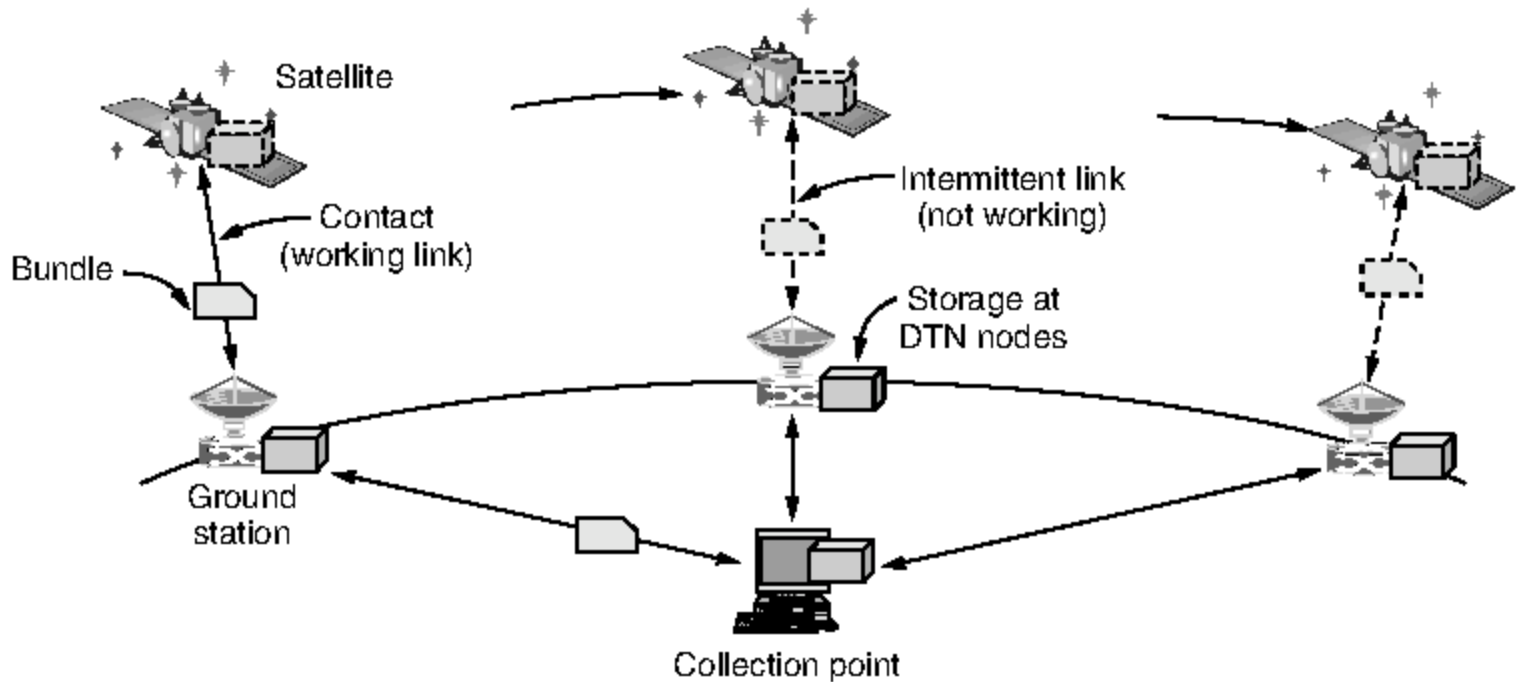 Satellite
Contact
(working link)
Bundle
Intermittent link
(not working)
Storage at
DTN nodes
Ground
station
Collection point